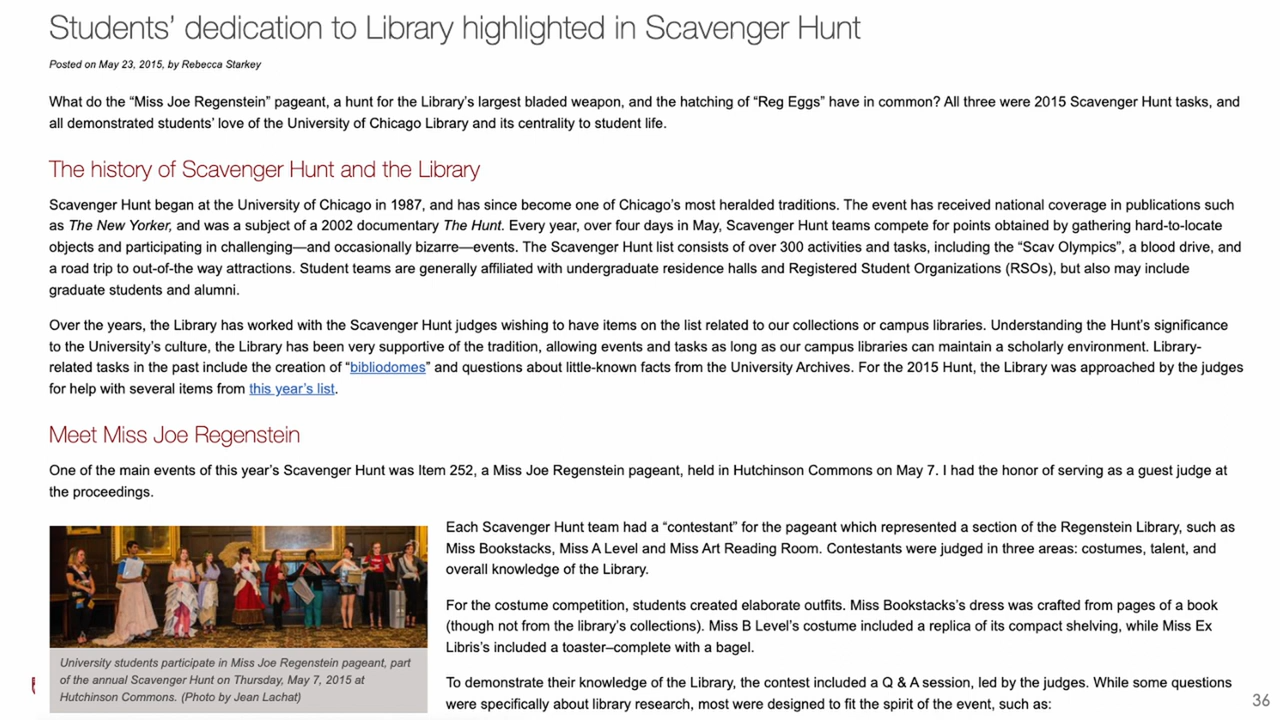 Students’ dedication to Library highlighted in Scavenger Hunt
Posted on May 23, 2015, by Rebecca Starkey
What do the “Miss Joe Regenstein” pageant, a hunt for the Library’s largest bladed weapon, and the hatching of “Reg Eggs” have in common? All three were 2015 Scavenger Hunt tasks, and
all demonstrated students’ love of the University of Chicago Library and its centrality to student life.
The history of Scavenger Hunt and the Library
Scavenger Hunt began at the University of Chicago in 1987, and has since become one of Chicago’s most heralded traditions. The event has received national coverage in publications such
as The New Yorker, and was a subject of a 2002 documentary The Hunt. Every year, over four days in May, Scavenger Hunt teams compete for points obtained by gathering hard-to-locate
objects and participating in challenging—and occasionally bizarre—events. The Scavenger Hunt list consists of over 300 activities and tasks, including the “Scav Olympics”, a blood drive, and
a road trip to out-of-the way attractions. Student teams are generally affiliated with undergraduate residence halls and Registered Student Organizations (RSOs), but also may include
graduate students and alumni.
Over the years, the Library has worked with the Scavenger Hunt judges wishing to have items on the list related to our collections or campus libraries. Understanding the Hunt’s significance
to the University’s culture, the Library has been very supportive of the tradition, allowing events and tasks as long as our campus libraries can maintain a scholarly environment. Library-
related tasks in the past include the creation of “bibliodomes” and questions about little-known facts from the University Archives. For the 2015 Hunt, the Library was approached by the judges
for help with several items from this year’s list.
Meet Miss Joe Regenstein
One of the main events of this year’s Scavenger Hunt was Item 252, a Miss Joe Regenstein pageant, held in Hutchinson Commons on May 7. I had the honor of serving as a guest judge at
the proceedings.
Each Scavenger Hunt team had a “contestant” for the pageant which represented a section of the Regenstein Library, such as
Miss Bookstacks, Miss A Level and Miss Art Reading Room. Contestants were judged in three areas: costumes, talent, and
overall knowledge of the Library.
For the costume competition, students created elaborate outfits. Miss Bookstacks’s dress was crafted from pages of a book
(though not from the library’s collections). Miss B Level’s costume included a replica of its compact shelving, while Miss Ex
Libris’s included a toaster–complete with a bagel.
To demonstrate their knowledge of the Library, the contest included a Q & A session, led by the judges. While some questions
were specifically about library research, most were designed to fit the spirit of the event, such as:
University students participate in Miss Joe Regenstein pageant, part
of the annual Scavenger Hunt on Thursday, May 7, 2015 at
Hutchinson Commons. (Photo by Jean Lachat)
36